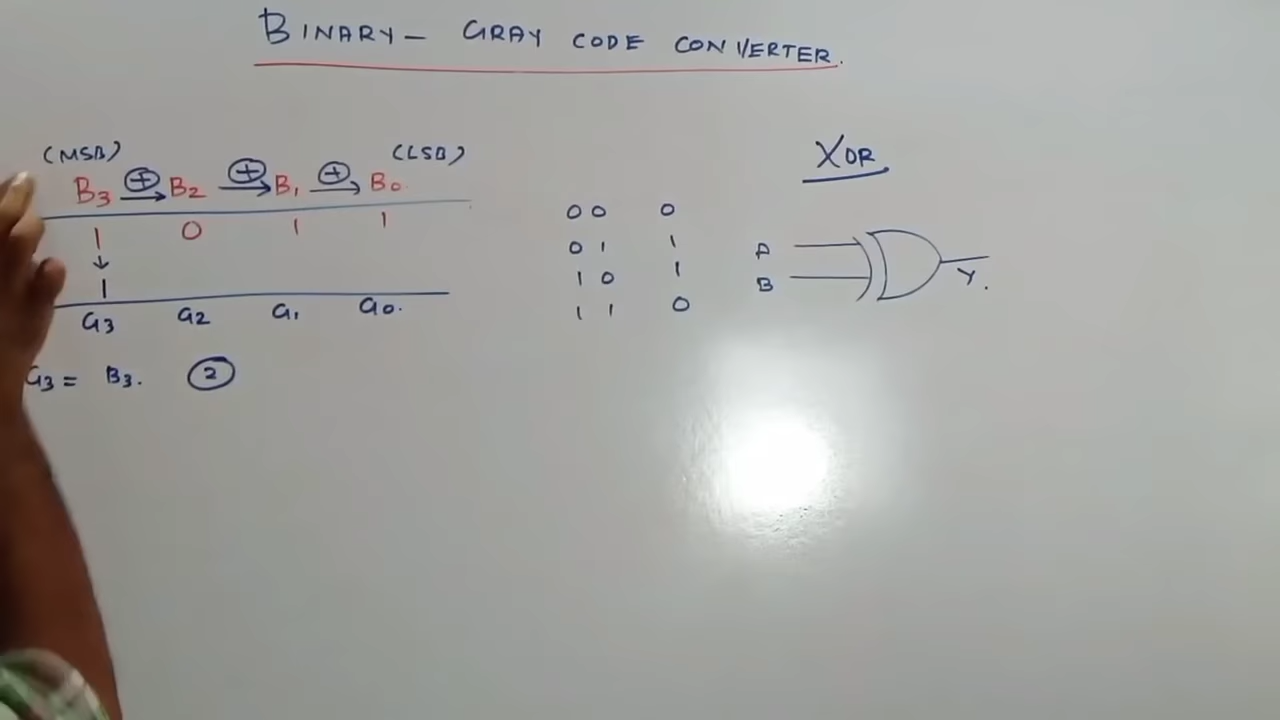 BINARY - GRAY CODE CONVERTER.
(MSB) (LSB)
B3 ⊕→ B2 ⊕→ B1 ⊕→ B0.
1 0 1 1
↓
1
G3 G2 G1 G0.
G3 = B3. 2
XOR
0 0 0
0 1 1
1 0 1
1 1 0
A
B
Y.